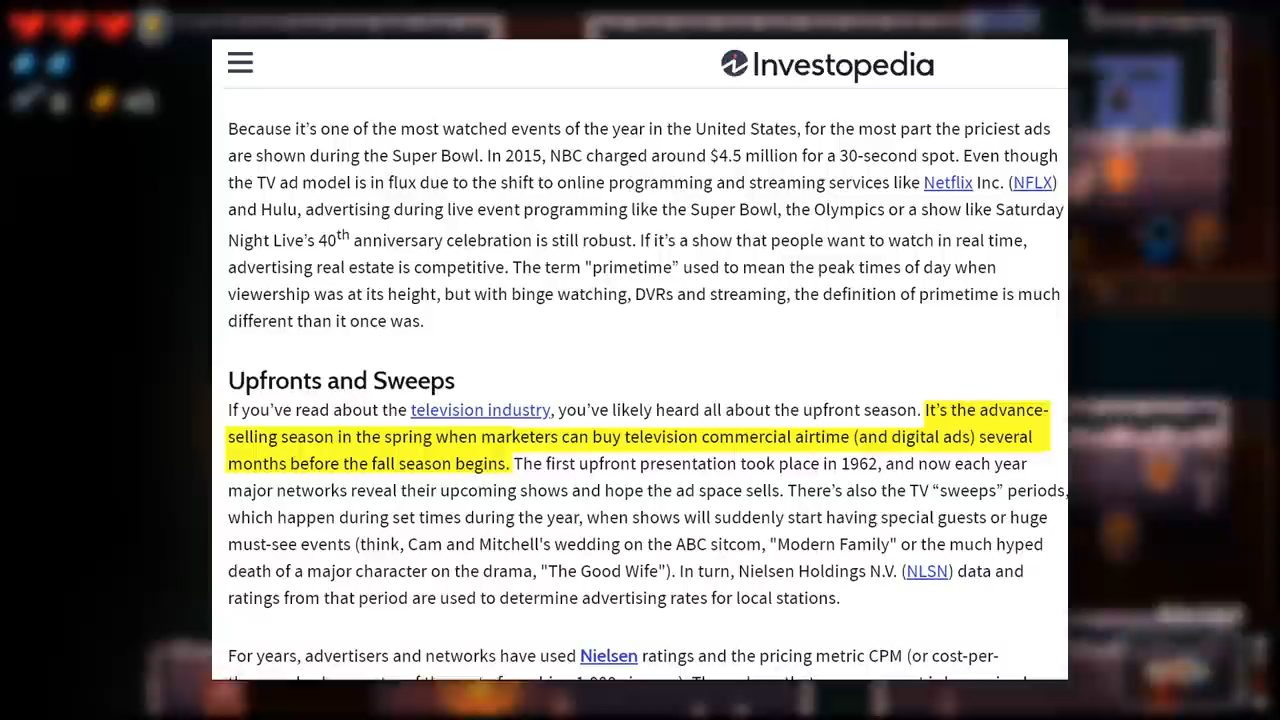 Investopedia
Because it’s one of the most watched events of the year in the United States, for the most part the priciest ads
are shown during the Super Bowl. In 2015, NBC charged around $4.5 million for a 30-second spot. Even though
the TV ad model is in flux due to the shift to online programming and streaming services like Netflix Inc. (NFLX)
and Hulu, advertising during live event programming like the Super Bowl, the Olympics or a show like Saturday
Night Live’s 40th anniversary celebration is still robust. If it’s a show that people want to watch in real time,
advertising real estate is competitive. The term "primetime” used to mean the peak times of day when
viewership was at its height, but with binge watching, DVRs and streaming, the definition of primetime is much
different than it once was.
Upfronts and Sweeps
If you’ve read about the television industry, you’ve likely heard all about the upfront season. It’s the advance-
selling season in the spring when marketers can buy television commercial airtime (and digital ads) several
months before the fall season begins. The first upfront presentation took place in 1962, and now each year
major networks reveal their upcoming shows and hope the ad space sells. There’s also the TV “sweeps” periods,
which happen during set times during the year, when shows will suddenly start having special guests or huge
must-see events (think, Cam and Mitchell's wedding on the ABC sitcom, "Modern Family" or the much hyped
death of a major character on the drama, "The Good Wife"). In turn, Nielsen Holdings N.V. (NLSN) data and
ratings from that period are used to determine advertising rates for local stations.
For years, advertisers and networks have used Nielsen ratings and the pricing metric CPM (or cost-per-